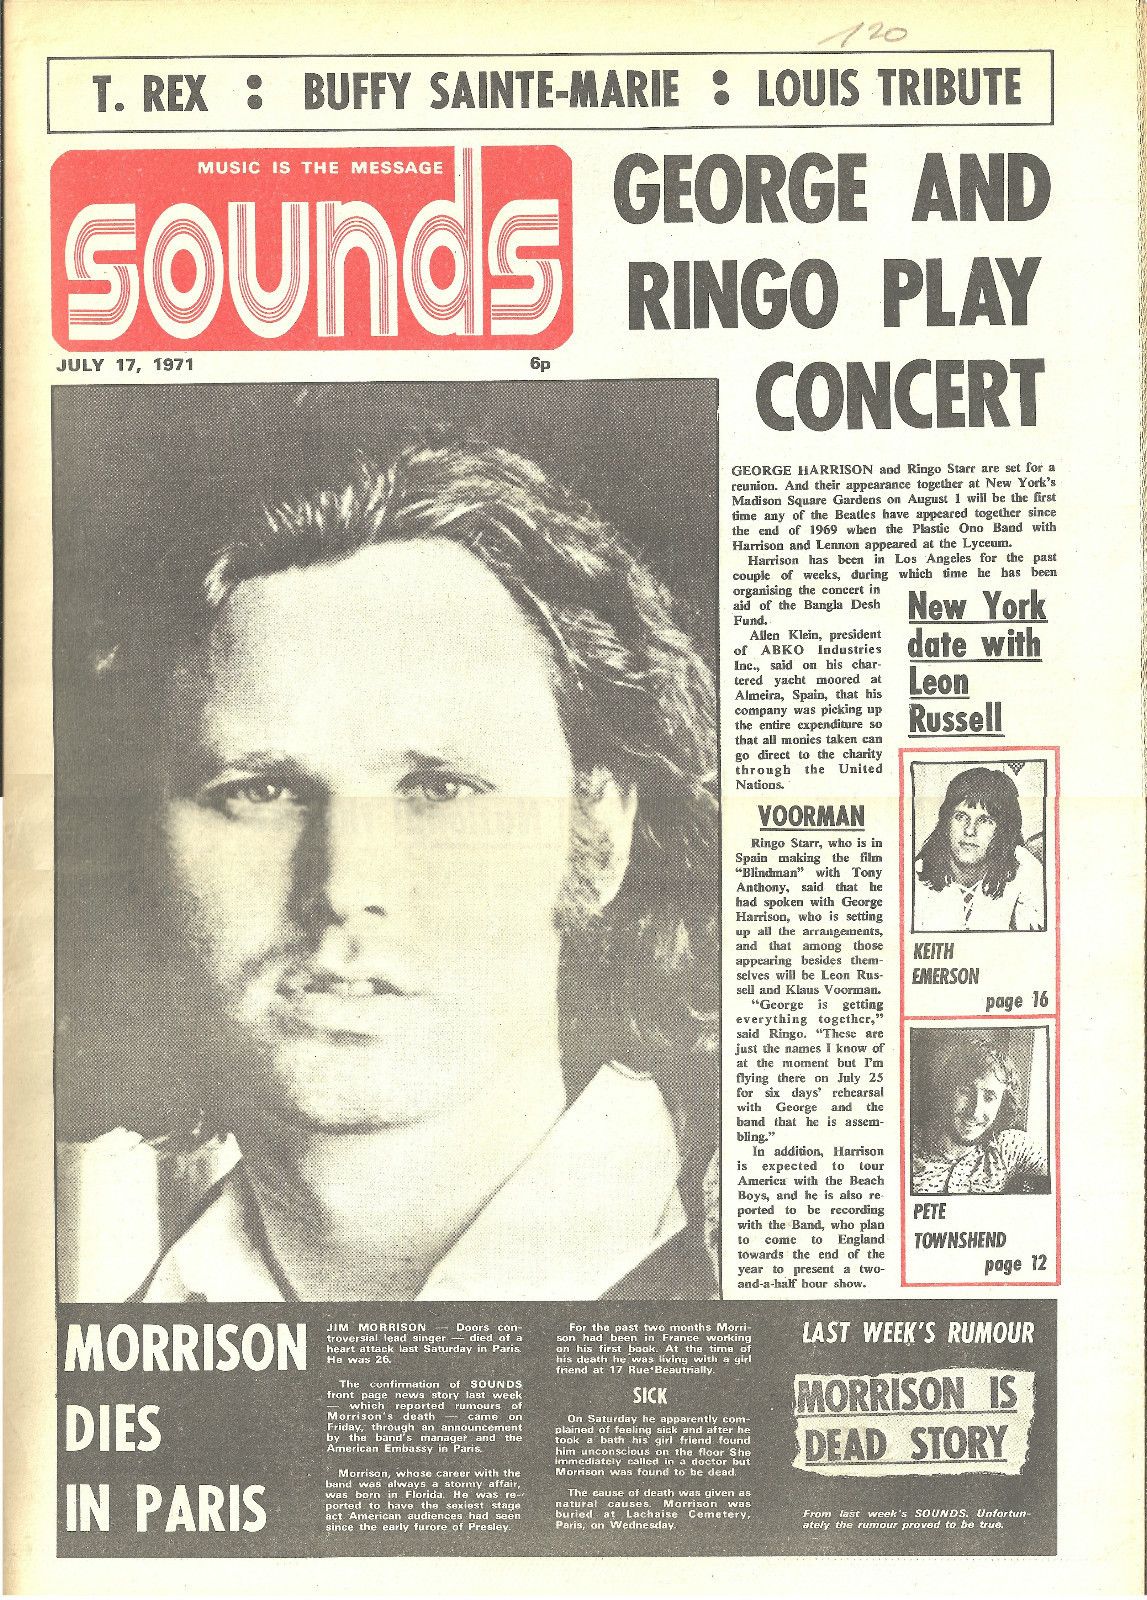 120
T. REX : BUFFY SAINTE-MARIE : LOUIS TRIBUTE
MUSIC IS THE MESSAGE
sounds
JULY 17, 1971
6p
GEORGE AND
RINGO PLAY
CONCERT
GEORGE HARRISON and Ringo Starr are set for a
reunion. And their appearance together at New York's
Madison Square Gardens on August 1 will be the first
time any of the Beatles have appeared together since
the end of 1969 when the Plastic Ono Band with
Harrison and Lennon appeared at the Lyceum.
Harrison has been in Los Angeles for the past
couple of weeks, during which time he has been
organising the concert in
aid of the Bangla Desh
Fund.
Allen Klein, president
of ABKO Industries
Inc., said on his char-
tered yacht moored at
Almeira, Spain, that his
company was picking up
the entire expenditure so
that all monies taken can
go direct to the charity
through the United
Nations.
New York
date with
Leon
Russell
VOORMAN
Ringo Starr, who is in
Spain making the film
"Blindman" with Tony
Anthony, said that he
had spoken with George
Harrison, who is setting
up all the arrangements,
and that among those
appearing besides them-
selves will be Leon Rus-
sell and Klaus Voorman.
"George is getting
everything together,"
said Ringo. "These are
just the names I know of
at the moment but I'm
flying there on July 25
for six days' rehearsal
with George and the
band that he is assem-
bling."
In addition, Harrison
is expected to tour
America with the Beach
Boys, and he is also re-
ported to be recording
with the Band, who plan
to come to England
towards the end of the
year to present a two-
and-a-half hour show.
KEITH
EMERSON
page 16
PETE
TOWNSHEND
page 12
MORRISON
DIES
IN PARIS
JIM MORRISON — Doors con-
troversial lead singer — died of a
heart attack last Saturday in Paris.
He was 26.
The confirmation of SOUNDS
front page news story last week
— which reported rumours of
Morrison's death — came on
Friday, through an announcement
by the band's manager and the
American Embassy in Paris.
Morrison, whose career with the
band was always a stormy affair,
was born in Florida. He was re-
ported to have the sexiest stage
act American audiences had seen
since the early furore of Presley.
For the past two months Morri-
son had been in France working
on his first book. At the time of
his death he was living with a girl
friend at 17 Rue Beautrially.
SICK
On Saturday he apparently com-
plained of feeling sick and after he
took a bath his girl friend found
him unconscious on the floor She
immediately called in a doctor but
Morrison was found to be dead.
The cause of death was given as
natural causes. Morrison was
buried at Lachaise Cemetery,
Paris, on Wednesday.
LAST WEEK'S RUMOUR
MORRISON IS
DEAD STORY
From last week's SOUNDS. Unfortun-
ately the rumour proved to be true.